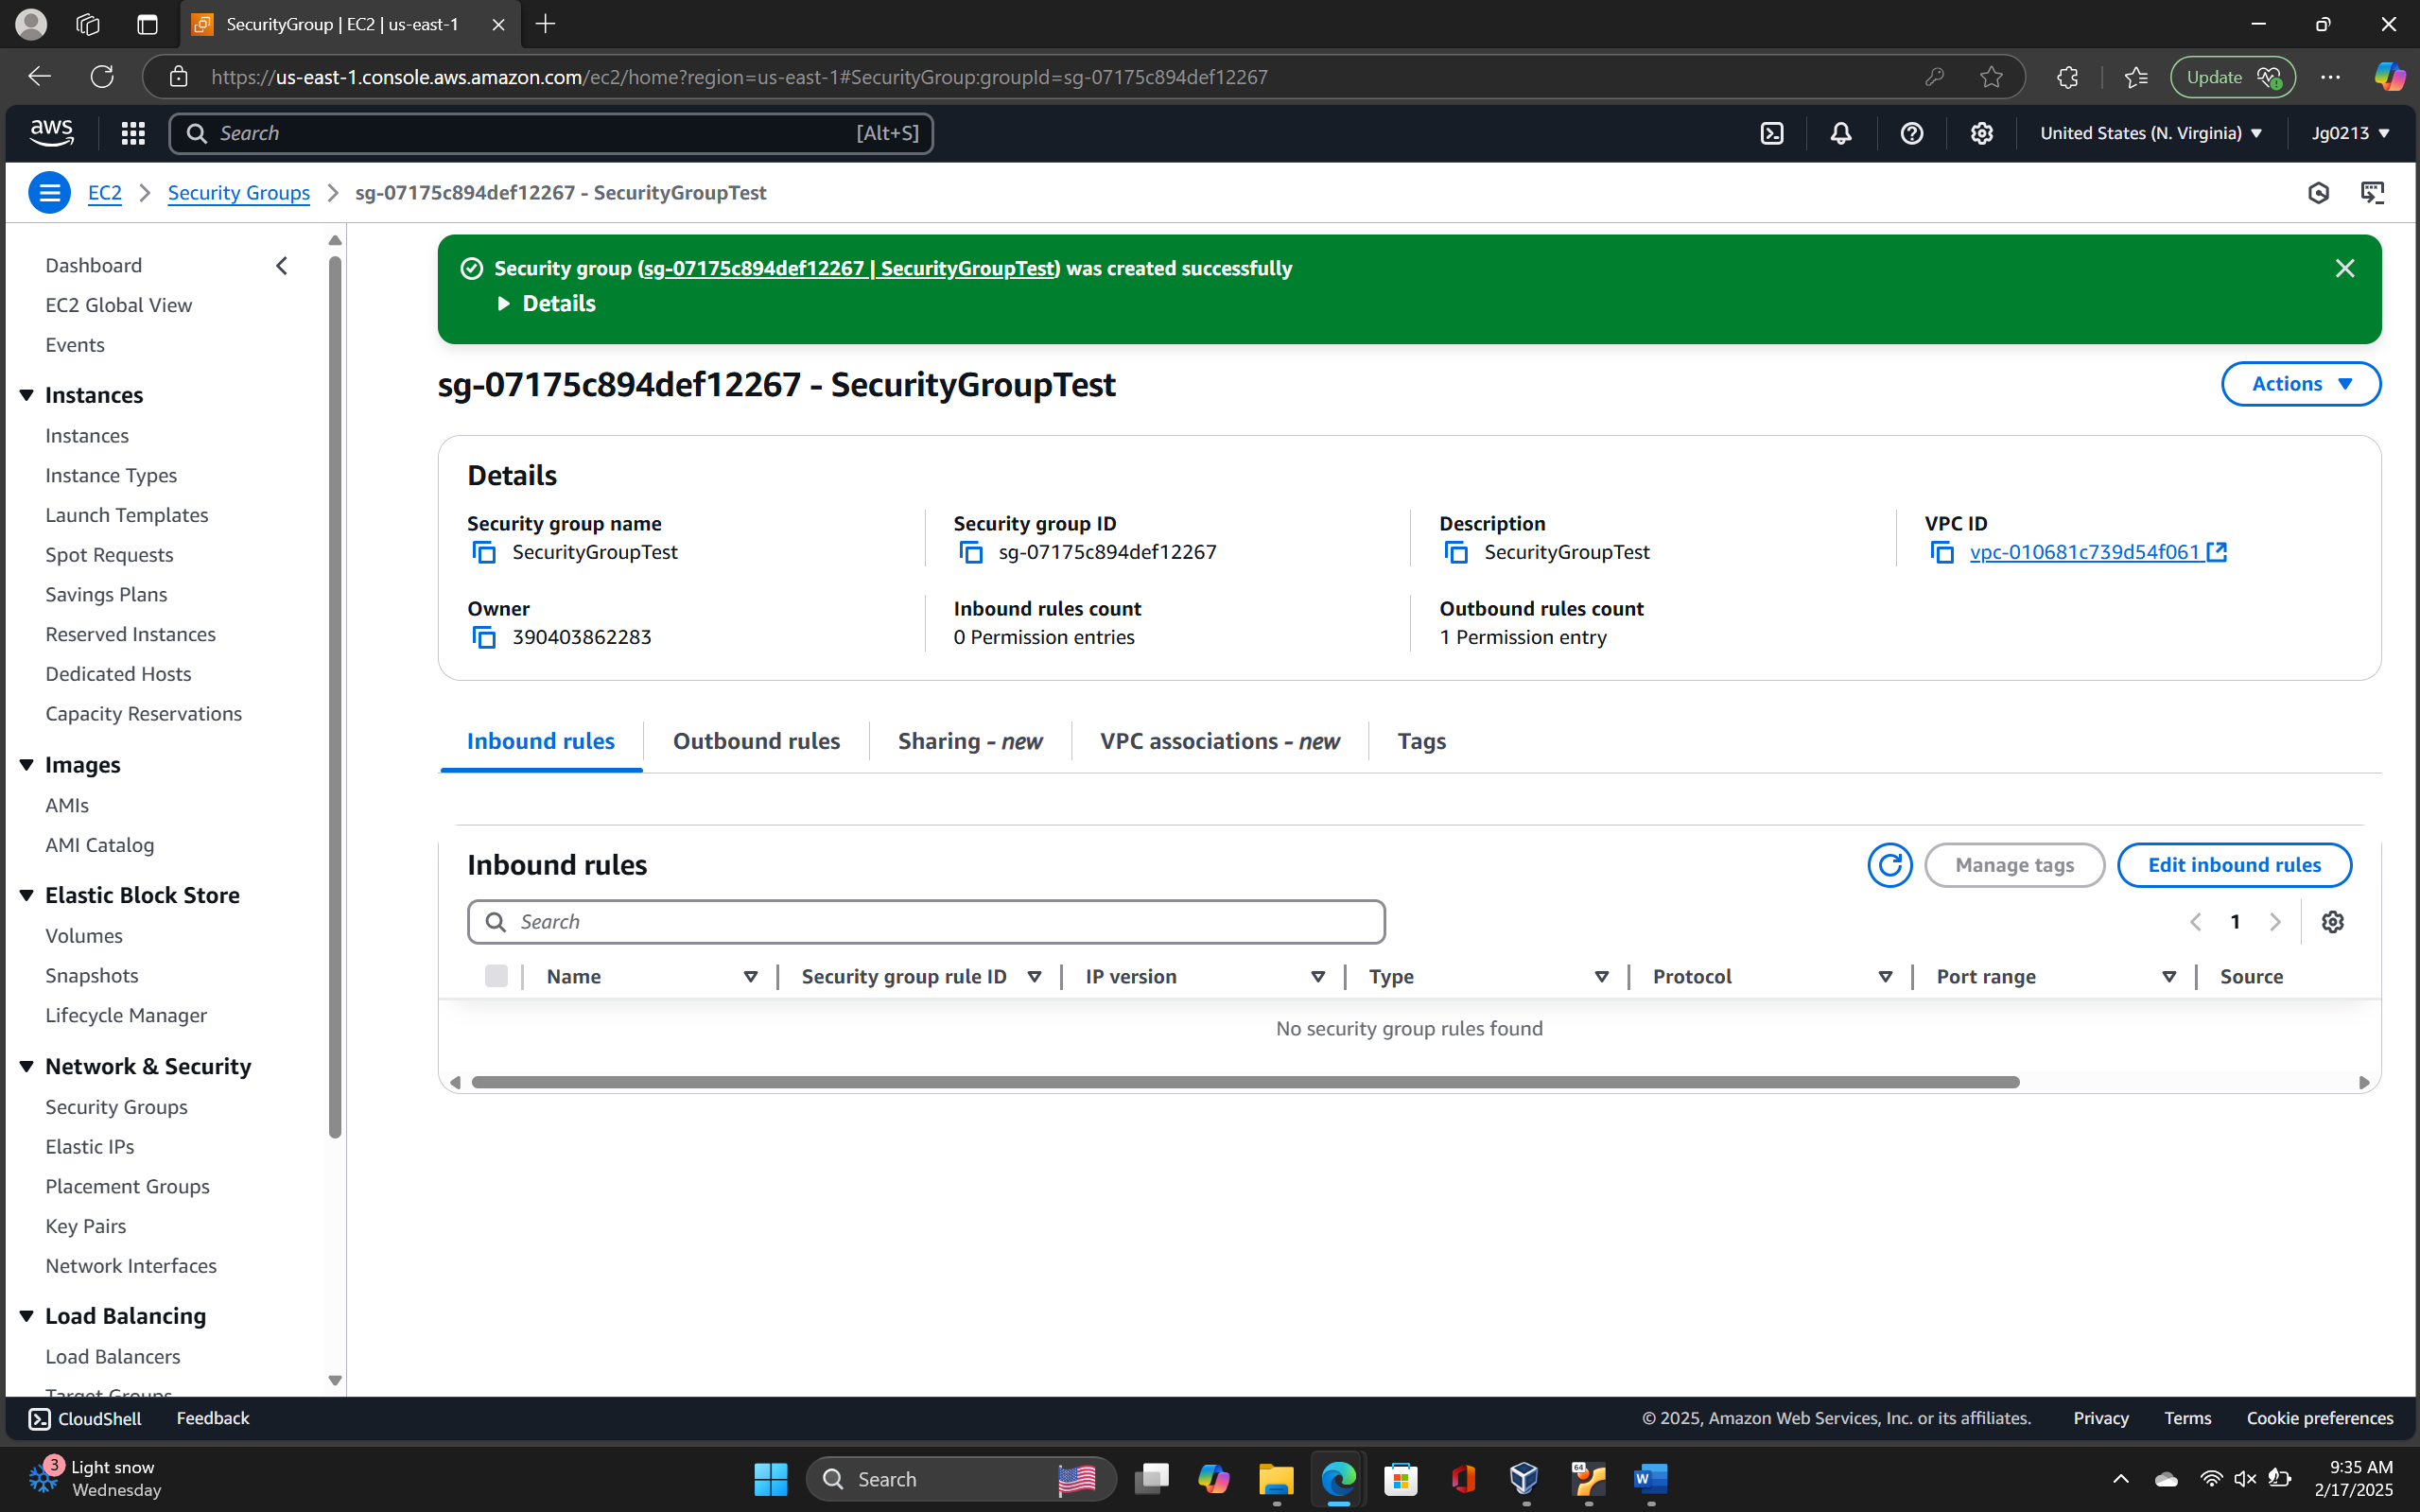 SecurityGroup | EC2 | us-east-1
https://us-east-1.console.aws.amazon.com/ec2/home?region=us-east-1#SecurityGroup:groupId=sg-07175c894def12267
Update
aws
Search
[Alt+S]
United States (N. Virginia)
Jg0213
EC2
Security Groups
sg-07175c894def12267 - SecurityGroupTest
Dashboard
EC2 Global View
Events
Instances
Instances
Instance Types
Launch Templates
Spot Requests
Savings Plans
Reserved Instances
Dedicated Hosts
Capacity Reservations
Images
AMIs
AMI Catalog
Elastic Block Store
Volumes
Snapshots
Lifecycle Manager
Network & Security
Security Groups
Elastic IPs
Placement Groups
Key Pairs
Network Interfaces
Load Balancing
Load Balancers
Target Groups
Security group (sg-07175c894def12267 | SecurityGroupTest) was created successfully
Details
sg-07175c894def12267 - SecurityGroupTest
Actions
Details
Security group name
SecurityGroupTest
Security group ID
sg-07175c894def12267
Description
SecurityGroupTest
VPC ID
vpc-010681c739d54f061
Owner
390403862283
Inbound rules count
0 Permission entries
Outbound rules count
1 Permission entry
Inbound rules
Outbound rules
Sharing - new
VPC associations - new
Tags
Inbound rules
Manage tags
Edit inbound rules
Search
1
Name
Security group rule ID
IP version
Type
Protocol
Port range
Source
No security group rules found
CloudShell
Feedback
© 2025, Amazon Web Services, Inc. or its affiliates.
Privacy
Terms
Cookie preferences
3
Light snow
Wednesday
Search
64
W
9:35 AM
2/17/2025